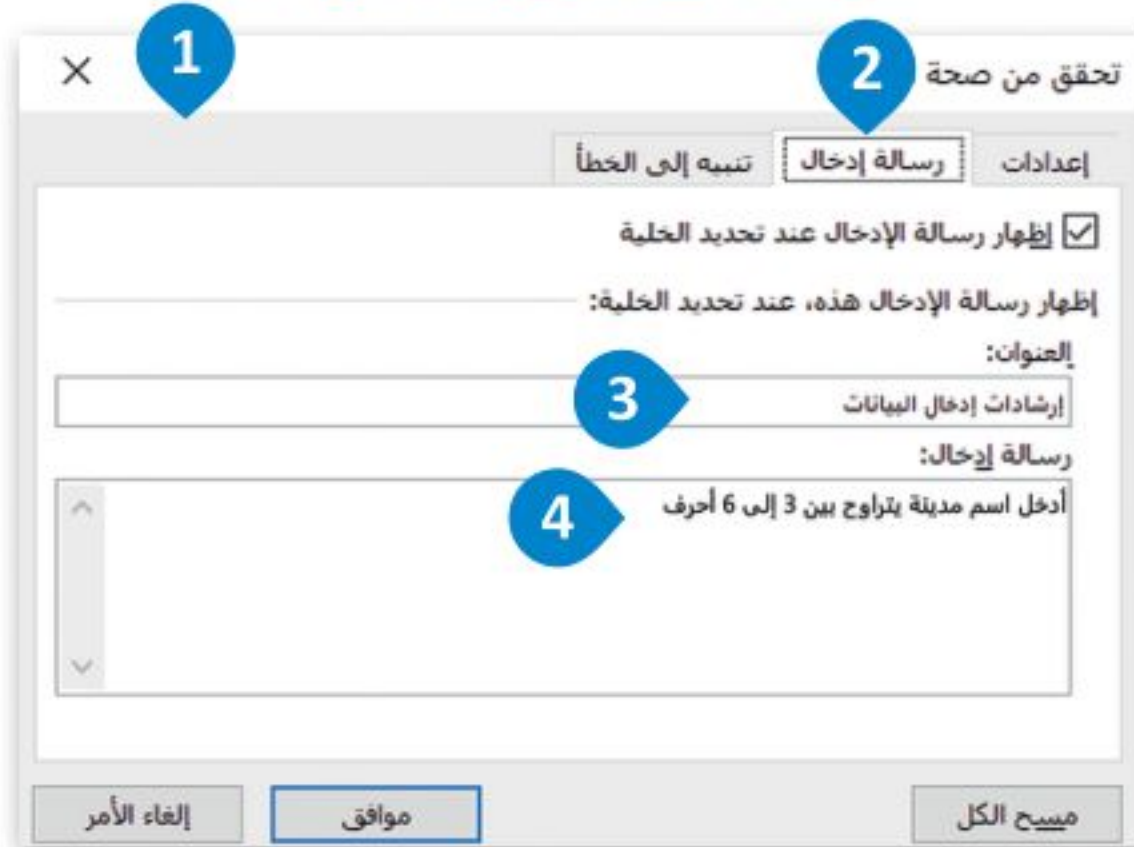 1
2
تحقق من صحة
إعدادات
رسالة إدخال
تنبيه إلى الخطأ
إظهار رسالة الإدخال عند تحديد الخلية
إظهار رسالة الإدخال هذه، عند تحديد الخلية:
العنوان:
إرشادات إدخال البيانات
3
رسالة إدخال:
أدخل اسم مدينة يتراوح بين 3 إلى 6 أحرف
4
مسح الكل
موافق
إلغاء الأمر